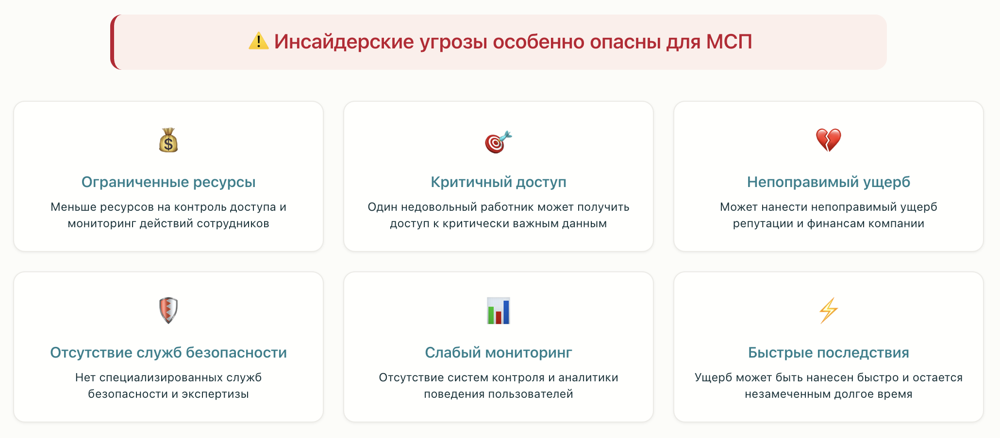 ⚠️ Инсайдерские угрозы особенно опасны для МСП
Ограниченные ресурсы
Меньше ресурсов на контроль доступа и
мониторинг действий сотрудников
Критичный доступ
Один недовольный работник может получить
доступ к критически важным данным
Непоправимый ущерб
Может нанести непоправимый ущерб
репутации и финансам компании
Отсутствие служб безопасности
Нет специализированных служб
безопасности и экспертизы
Слабый мониторинг
Отсутствие систем контроля и аналитики
поведения пользователей
Быстрые последствия
Ущерб может быть нанесен быстро и остается
незамеченным долгое время